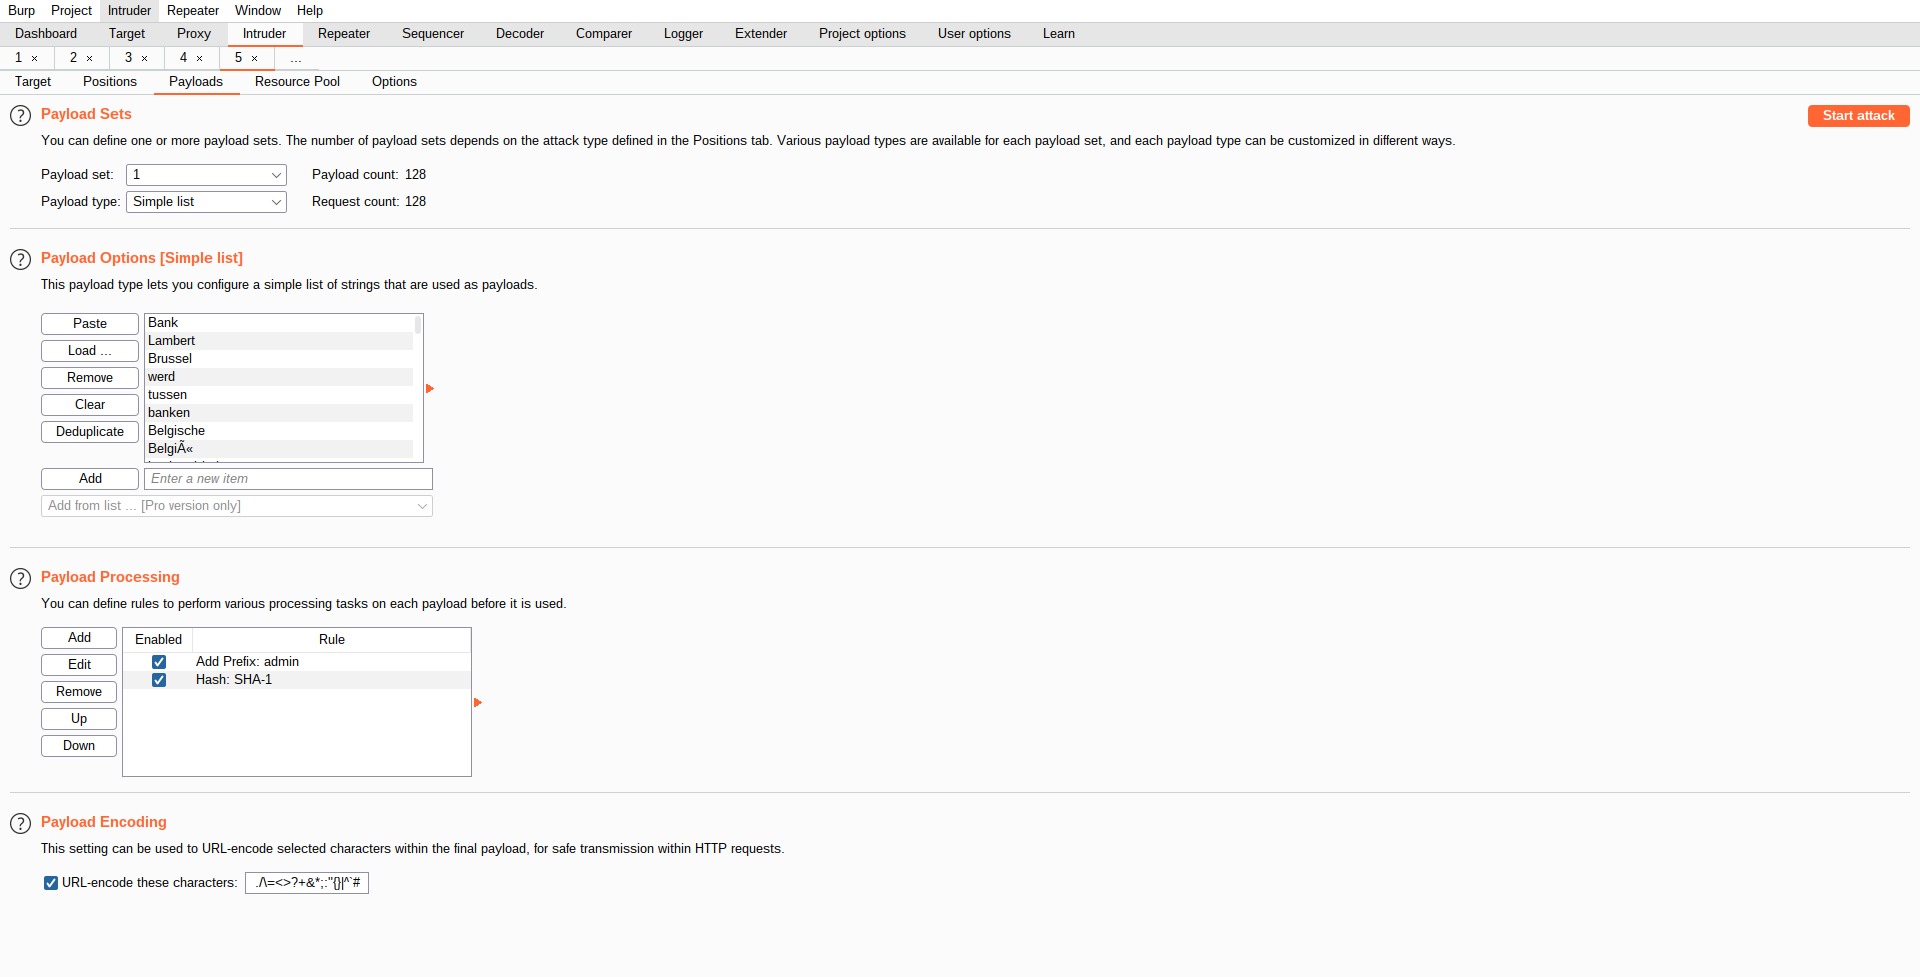 Burp Project Intruder Repeater Window Help
Dashboard Target Proxy Intruder Repeater Sequencer Decoder Comparer Logger Extender Project options User options Learn
1 × 2 × 3 × 4 × 5 × ...
Target Positions Payloads Resource Pool Options
? Payload Sets Start attack
You can define one or more payload sets. The number of payload sets depends on the attack type defined in the Positions tab. Various payload types are available for each payload set, and each payload type can be customized in different ways.
Payload set: 1 Payload count: 128
Payload type: Simple list Request count: 128
? Payload Options [Simple list]
This payload type lets you configure a simple list of strings that are used as payloads.
Paste
Load ...
Remove
Clear
Deduplicate
Bank
Lambert
Brussel
werd
tussen
banken
Belgische
BelgiÃ«
Add Enter a new item
Add from list ... [Pro version only]
? Payload Processing
You can define rules to perform various processing tasks on each payload before it is used.
Add
Edit
Remove
Up
Down
Enabled Rule
Add Prefix: admin
Hash: SHA-1
? Payload Encoding
This setting can be used to URL-encode selected characters within the final payload, for safe transmission within HTTP requests.
URL-encode these characters: ./\=<>?+&*;:"{}|^`#